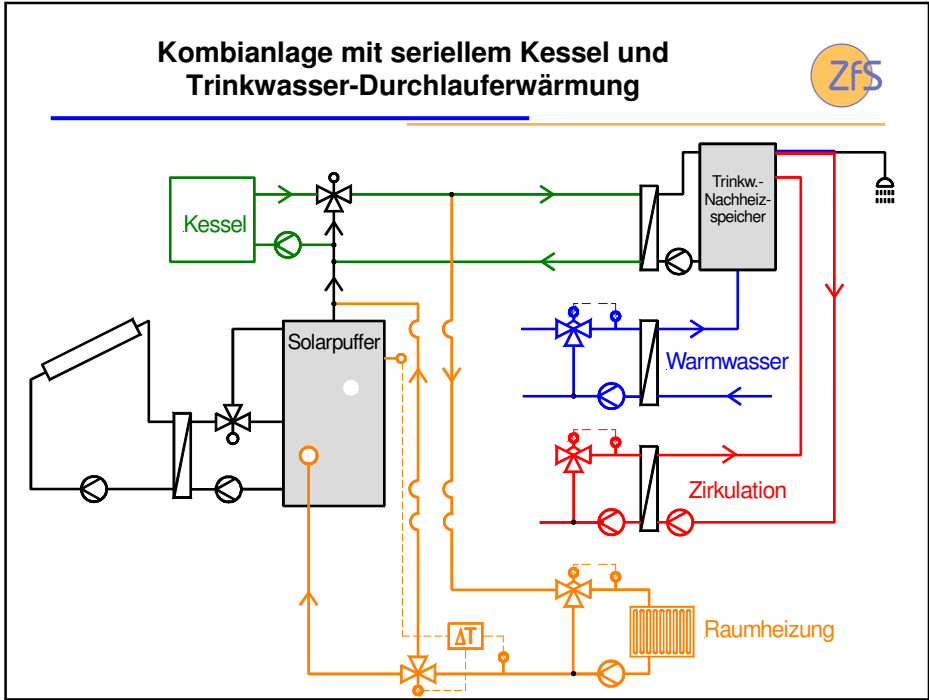 Kombianlage mit seriellem Kessel und
Trinkwasser-Durchlauferwärmung
ZfS
Kessel
Trinkw.-
Nachheiz-
speicher
Solarpuffer
Warmwasser
Zirkulation
ΔT
Raumheizung